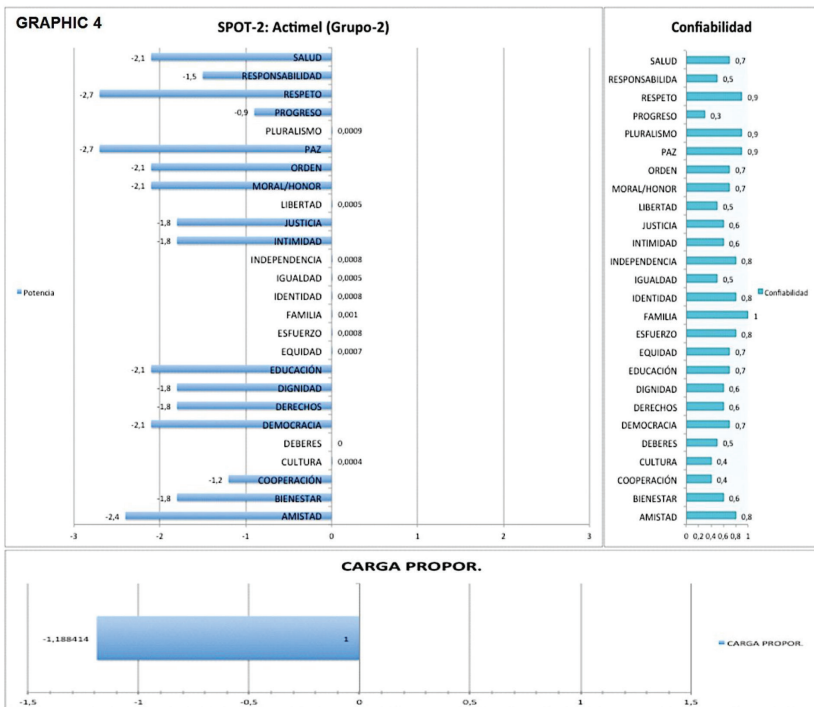 GRAPHIC 4
SPOT-2: Actimel (Grupo-2)
-2,1 SALUD
-1,5 RESPONSABILIDAD
-2,7 RESPETO
-0,9 PROGRESO
PLURALISMO 0,0009
-2,7 PAZ
-2,1 ORDEN
-2,1 MORAL/HONOR
LIBERTAD 0,0005
-1,8 JUSTICIA
-1,8 INTIMIDAD
INDEPENDENCIA 0,0008
IGUALDAD 0,0005
Potencia
IDENTIDAD 0,0008
FAMILIA 0,001
ESFUERZO 0,0008
EQUIDAD 0,0007
-2,1 EDUCACIÓN
-1,8 DIGNIDAD
-1,8 DERECHOS
-2,1 DEMOCRACIA
DEBERES 0
CULTURA 0,0004
-1,2 COOPERACIÓN
-1,8 BIENESTAR
-2,4 AMISTAD
-3 -2 -1 0 1 2 3
Confiabilidad
SALUD 0,7
RESPONSABILIDA 0,5
RESPETO 0,9
PROGRESO 0,3
PLURALISMO 0,9
PAZ 0,9
ORDEN 0,7
MORAL/HONOR 0,7
LIBERTAD 0,5
JUSTICIA 0,6
INTIMIDAD 0,6
INDEPENDENCIA 0,8
IGUALDAD 0,5
IDENTIDAD 0,8
Confiabilidad
FAMILIA 1
ESFUERZO 0,8
EQUIDAD 0,7
EDUCACIÓN 0,7
DIGNIDAD 0,6
DERECHOS 0,6
DEMOCRACIA 0,7
DEBERES 0,5
CULTURA 0,4
COOPERACIÓN 0,4
BIENESTAR 0,6
AMISTAD 0,8
0 0,2 0,4 0,6 0,8 1
CARGA PROPOR.
-1,188414 1
CARGA PROPOR.
-1,5 -1 -0,5 0 0,5 1 1,5